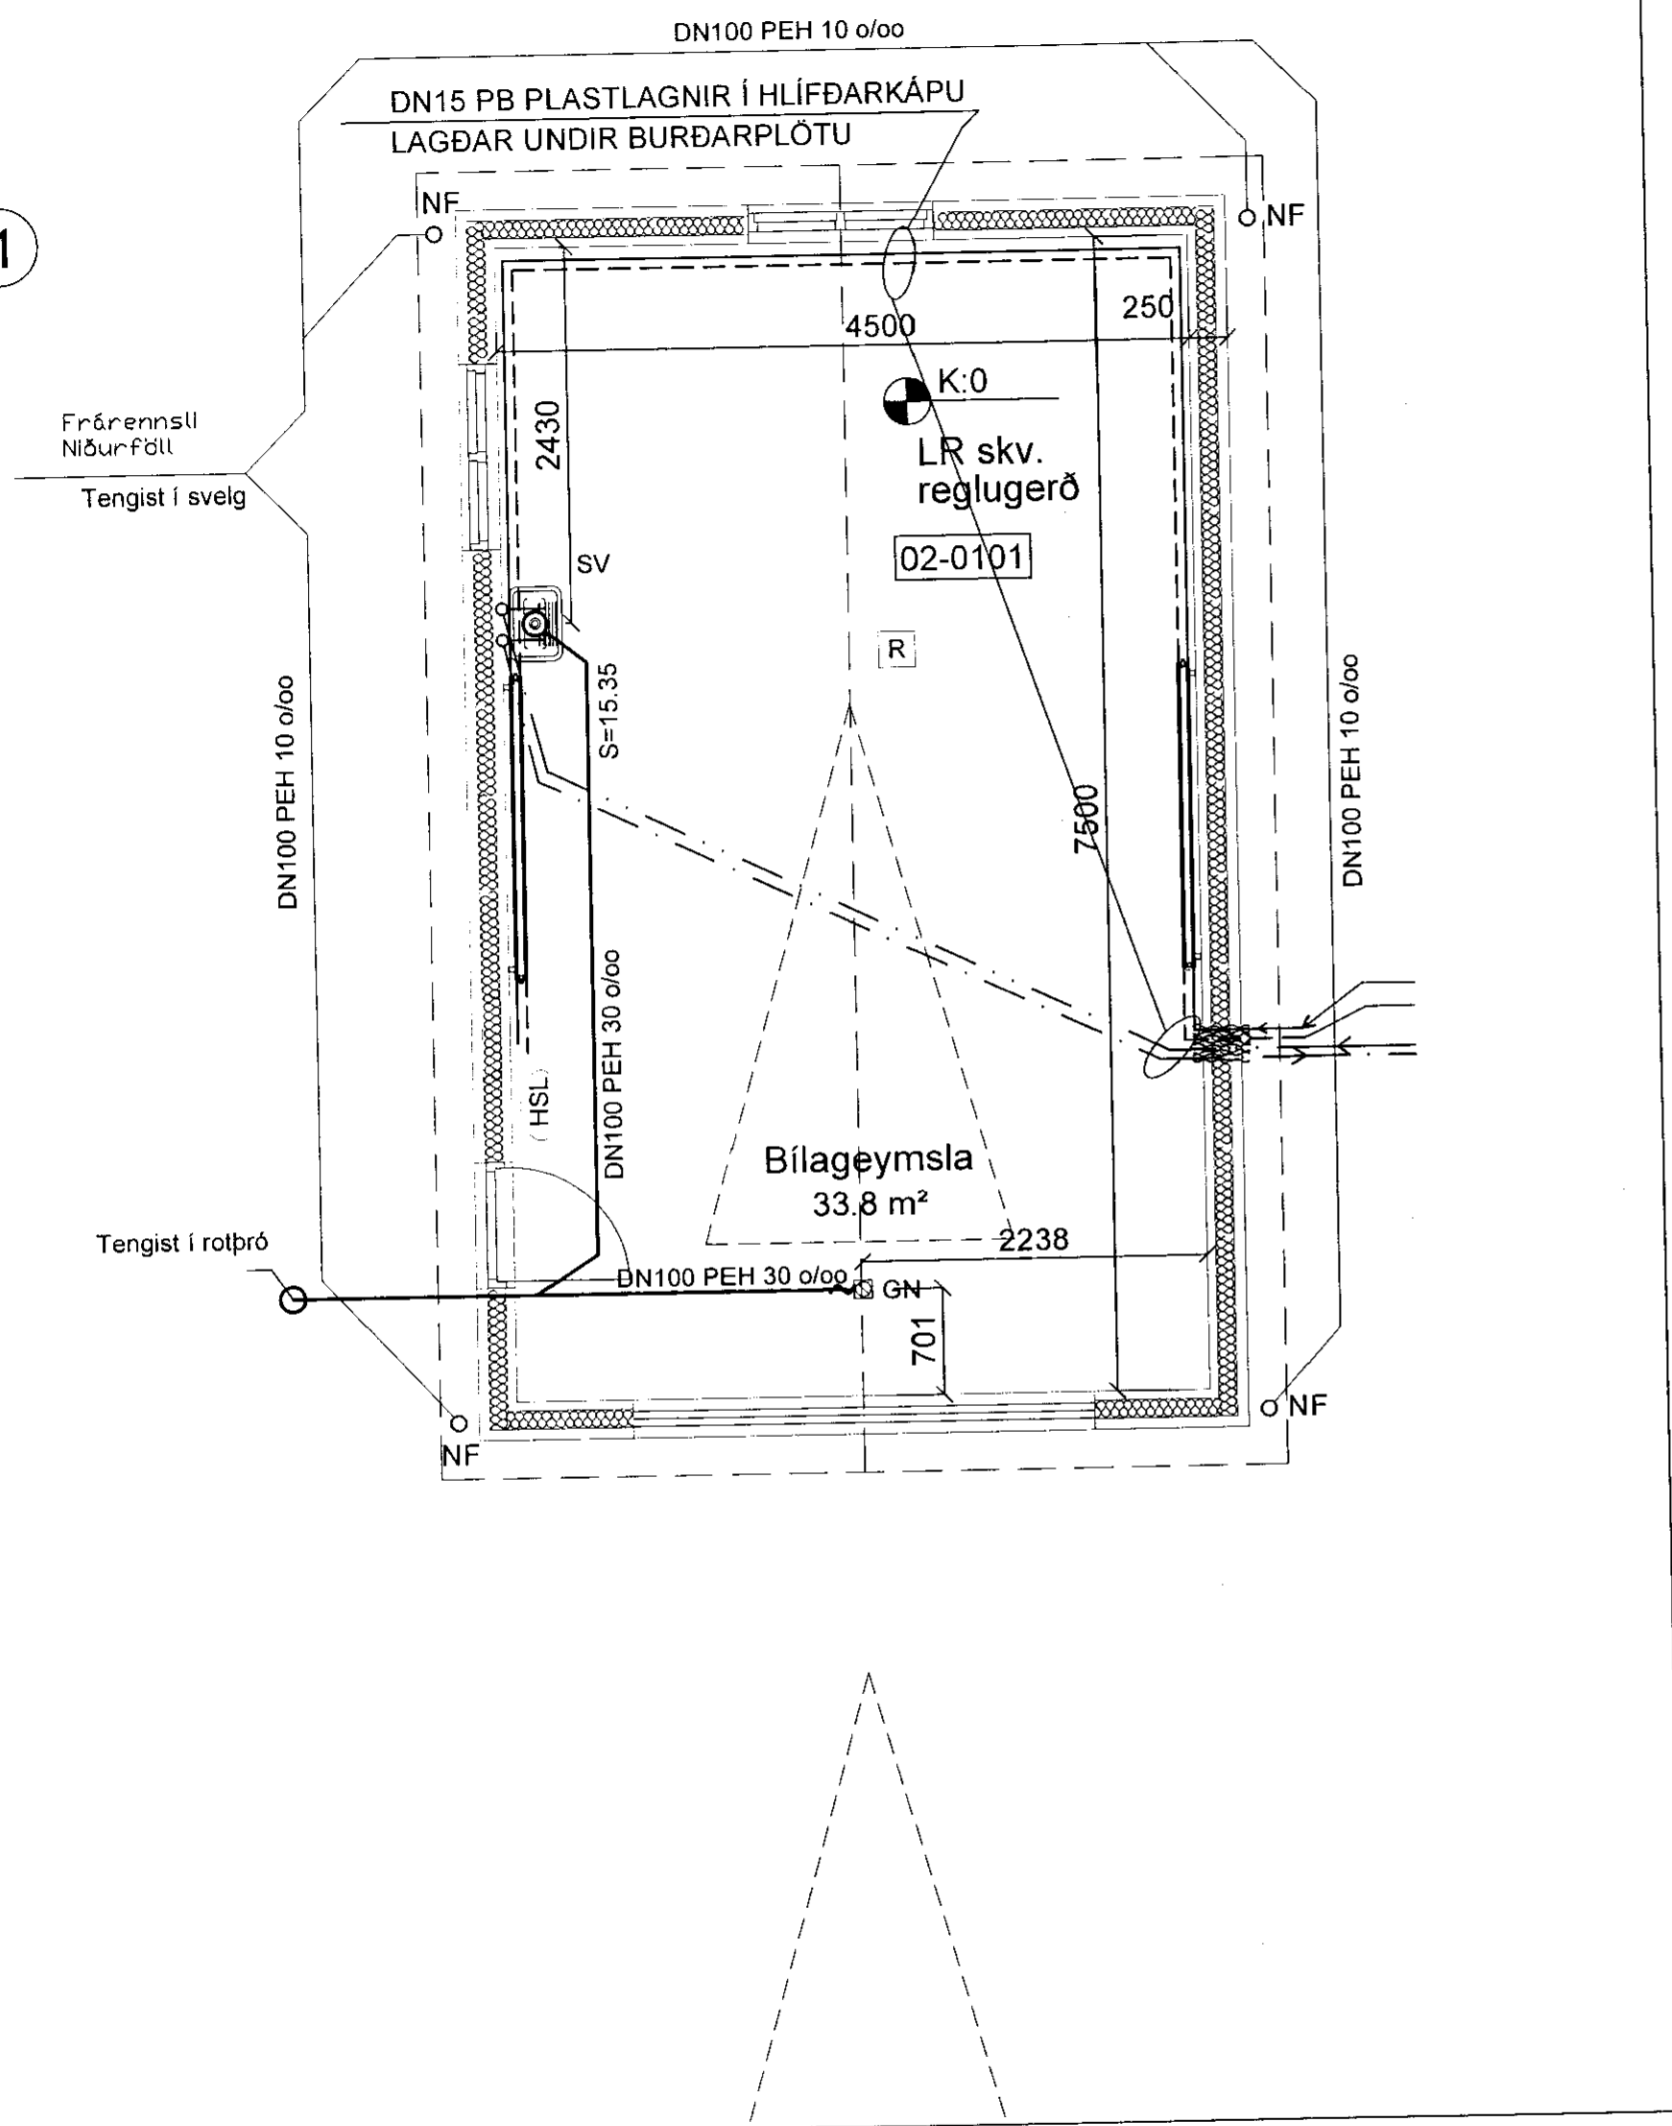 DN100 PEH 10 o/oo
DN15 PB PLASTLAGNIR Í HLÍFÐARKÁPU
LAGÐAR UNDIR BURÐARPLÖTU
NF
NF
1
250
4500
K:0
2430
LR skv.
reglugerð
Frárennsli
Niðurföll
Tengist í svelg
02-0101
SV
R
S=15.35
DN100 PEH 10 o/oo
DN100 PEH 10 o/oo
7500
DN100 PEH 30 o/oo
(HSL)
Bílageymsla
33.8 m²
2238
Tengist í rotþró
DN100 PEH 30 o/oo
GN
701
NF
NF